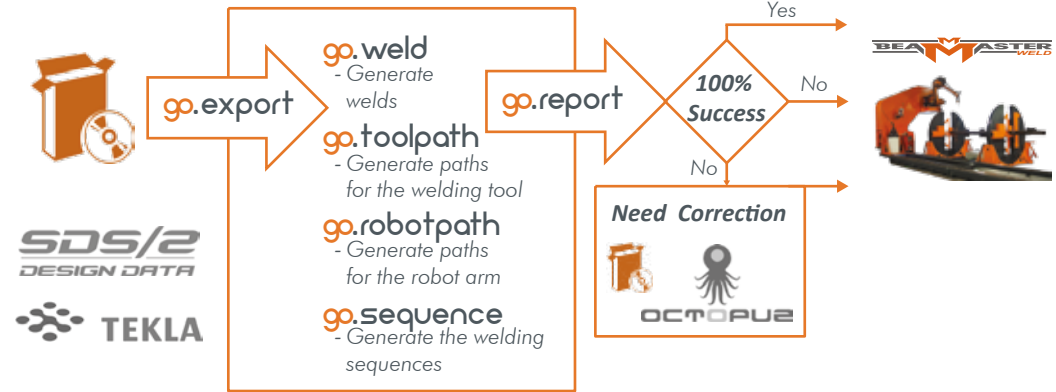 go.export
SDS/2
DESIGN DATA
TEKLA
go.weld
- Generate
welds
go.toolpath
- Generate paths
for the welding tool
go.robotpath
- Generate paths
for the robot arm
go.sequence
- Generate the welding
sequences
go.report
100%
Success
Yes
No
No
Need Correction
OCTOPUZ
BEAMASTER
WELD